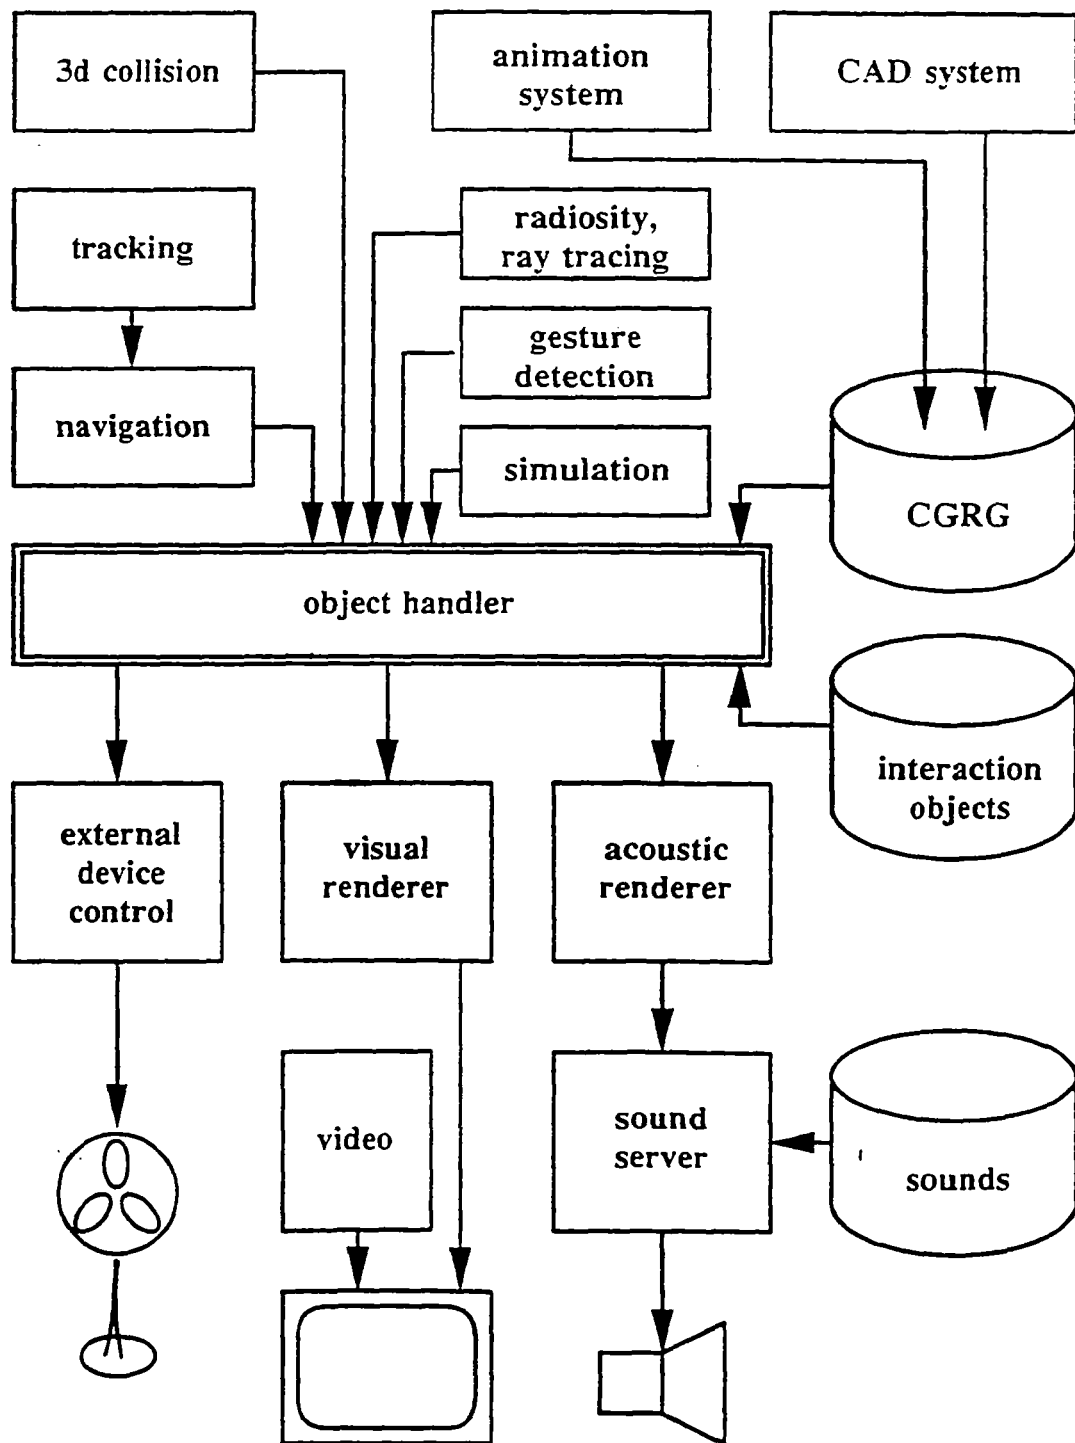 3d collision
animation
system
CAD system
tracking
radiosity,
ray tracing
gesture
detection
navigation
simulation
CGRG
object handler
interaction
objects
external
device
control
visual
renderer
acoustic
renderer
video
sound
server
sounds